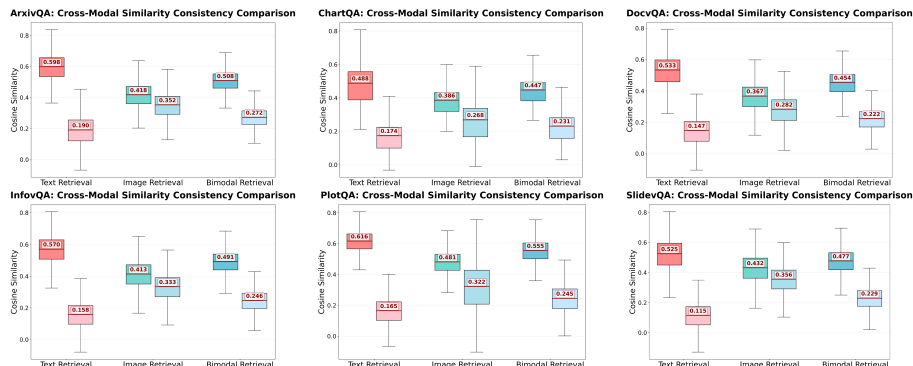 ArxivQA: Cross-Modal Similarity Consistency Comparison
Cosine Similarity
0.8
0.6
0.4
0.2
0.0
0.598
0.190
0.418
0.352
0.508
0.272
Text Retrieval
Image Retrieval
Bimodal Retrieval
ChartQA: Cross-Modal Similarity Consistency Comparison
Cosine Similarity
0.8
0.6
0.4
0.2
0.0
0.488
0.174
0.386
0.268
0.447
0.231
Text Retrieval
Image Retrieval
Bimodal Retrieval
DocvQA: Cross-Modal Similarity Consistency Comparison
Cosine Similarity
0.8
0.6
0.4
0.2
0.0
0.533
0.147
0.367
0.282
0.454
0.222
Text Retrieval
Image Retrieval
Bimodal Retrieval
InfovQA: Cross-Modal Similarity Consistency Comparison
Cosine Similarity
0.8
0.6
0.4
0.2
0.0
0.570
0.158
0.413
0.333
0.491
0.246
Text Retrieval
Image Retrieval
Bimodal Retrieval
PlotQA: Cross-Modal Similarity Consistency Comparison
Cosine Similarity
0.8
0.6
0.4
0.2
0.0
0.616
0.165
0.481
0.322
0.555
0.245
Text Retrieval
Image Retrieval
Bimodal Retrieval
SlidevQA: Cross-Modal Similarity Consistency Comparison
Cosine Similarity
0.8
0.6
0.4
0.2
0.0
0.525
0.115
0.432
0.356
0.477
0.229
Text Retrieval
Image Retrieval
Bimodal Retrieval